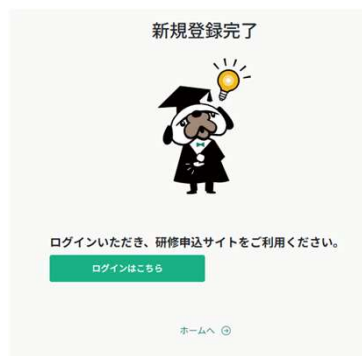 新規登録完了
ログインいただき、研修申込サイトをご利用ください。
ログインはこちら
ホームへ